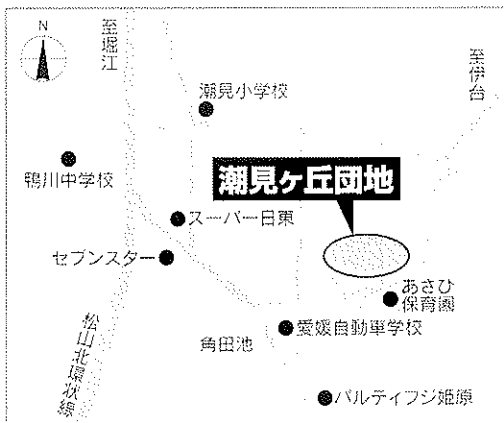 N
至堀江
至伊台
潮見小学校
鴨川中学校
潮見ヶ丘団地
スーパー日東
セブンスター
あさひ
保育園
愛媛自動車学校
角田池
松山北環状線
パルティフジ姫原